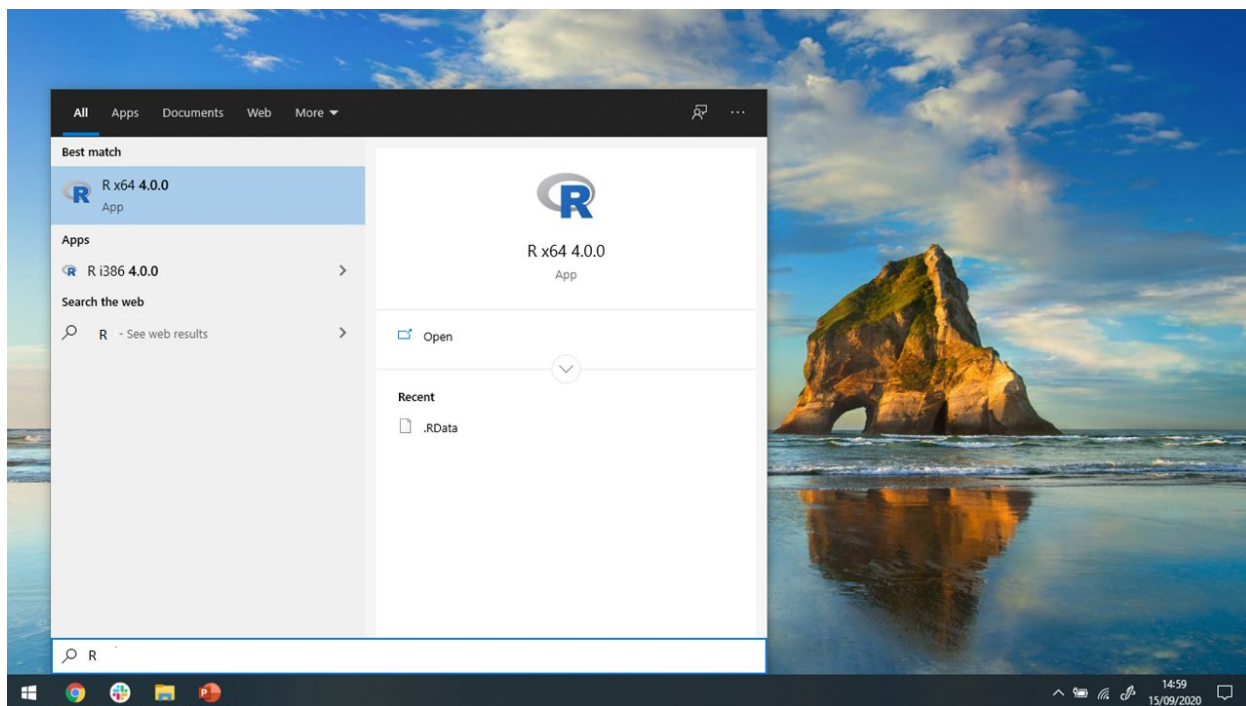 All Apps Documents Web More
Best match
R x64 4.0.0
App
Apps
R i386 4.0.0
Search the web
R - See web results
R x64 4.0.0
App
Open
Recent
.RData
R
14:59
15/09/2020